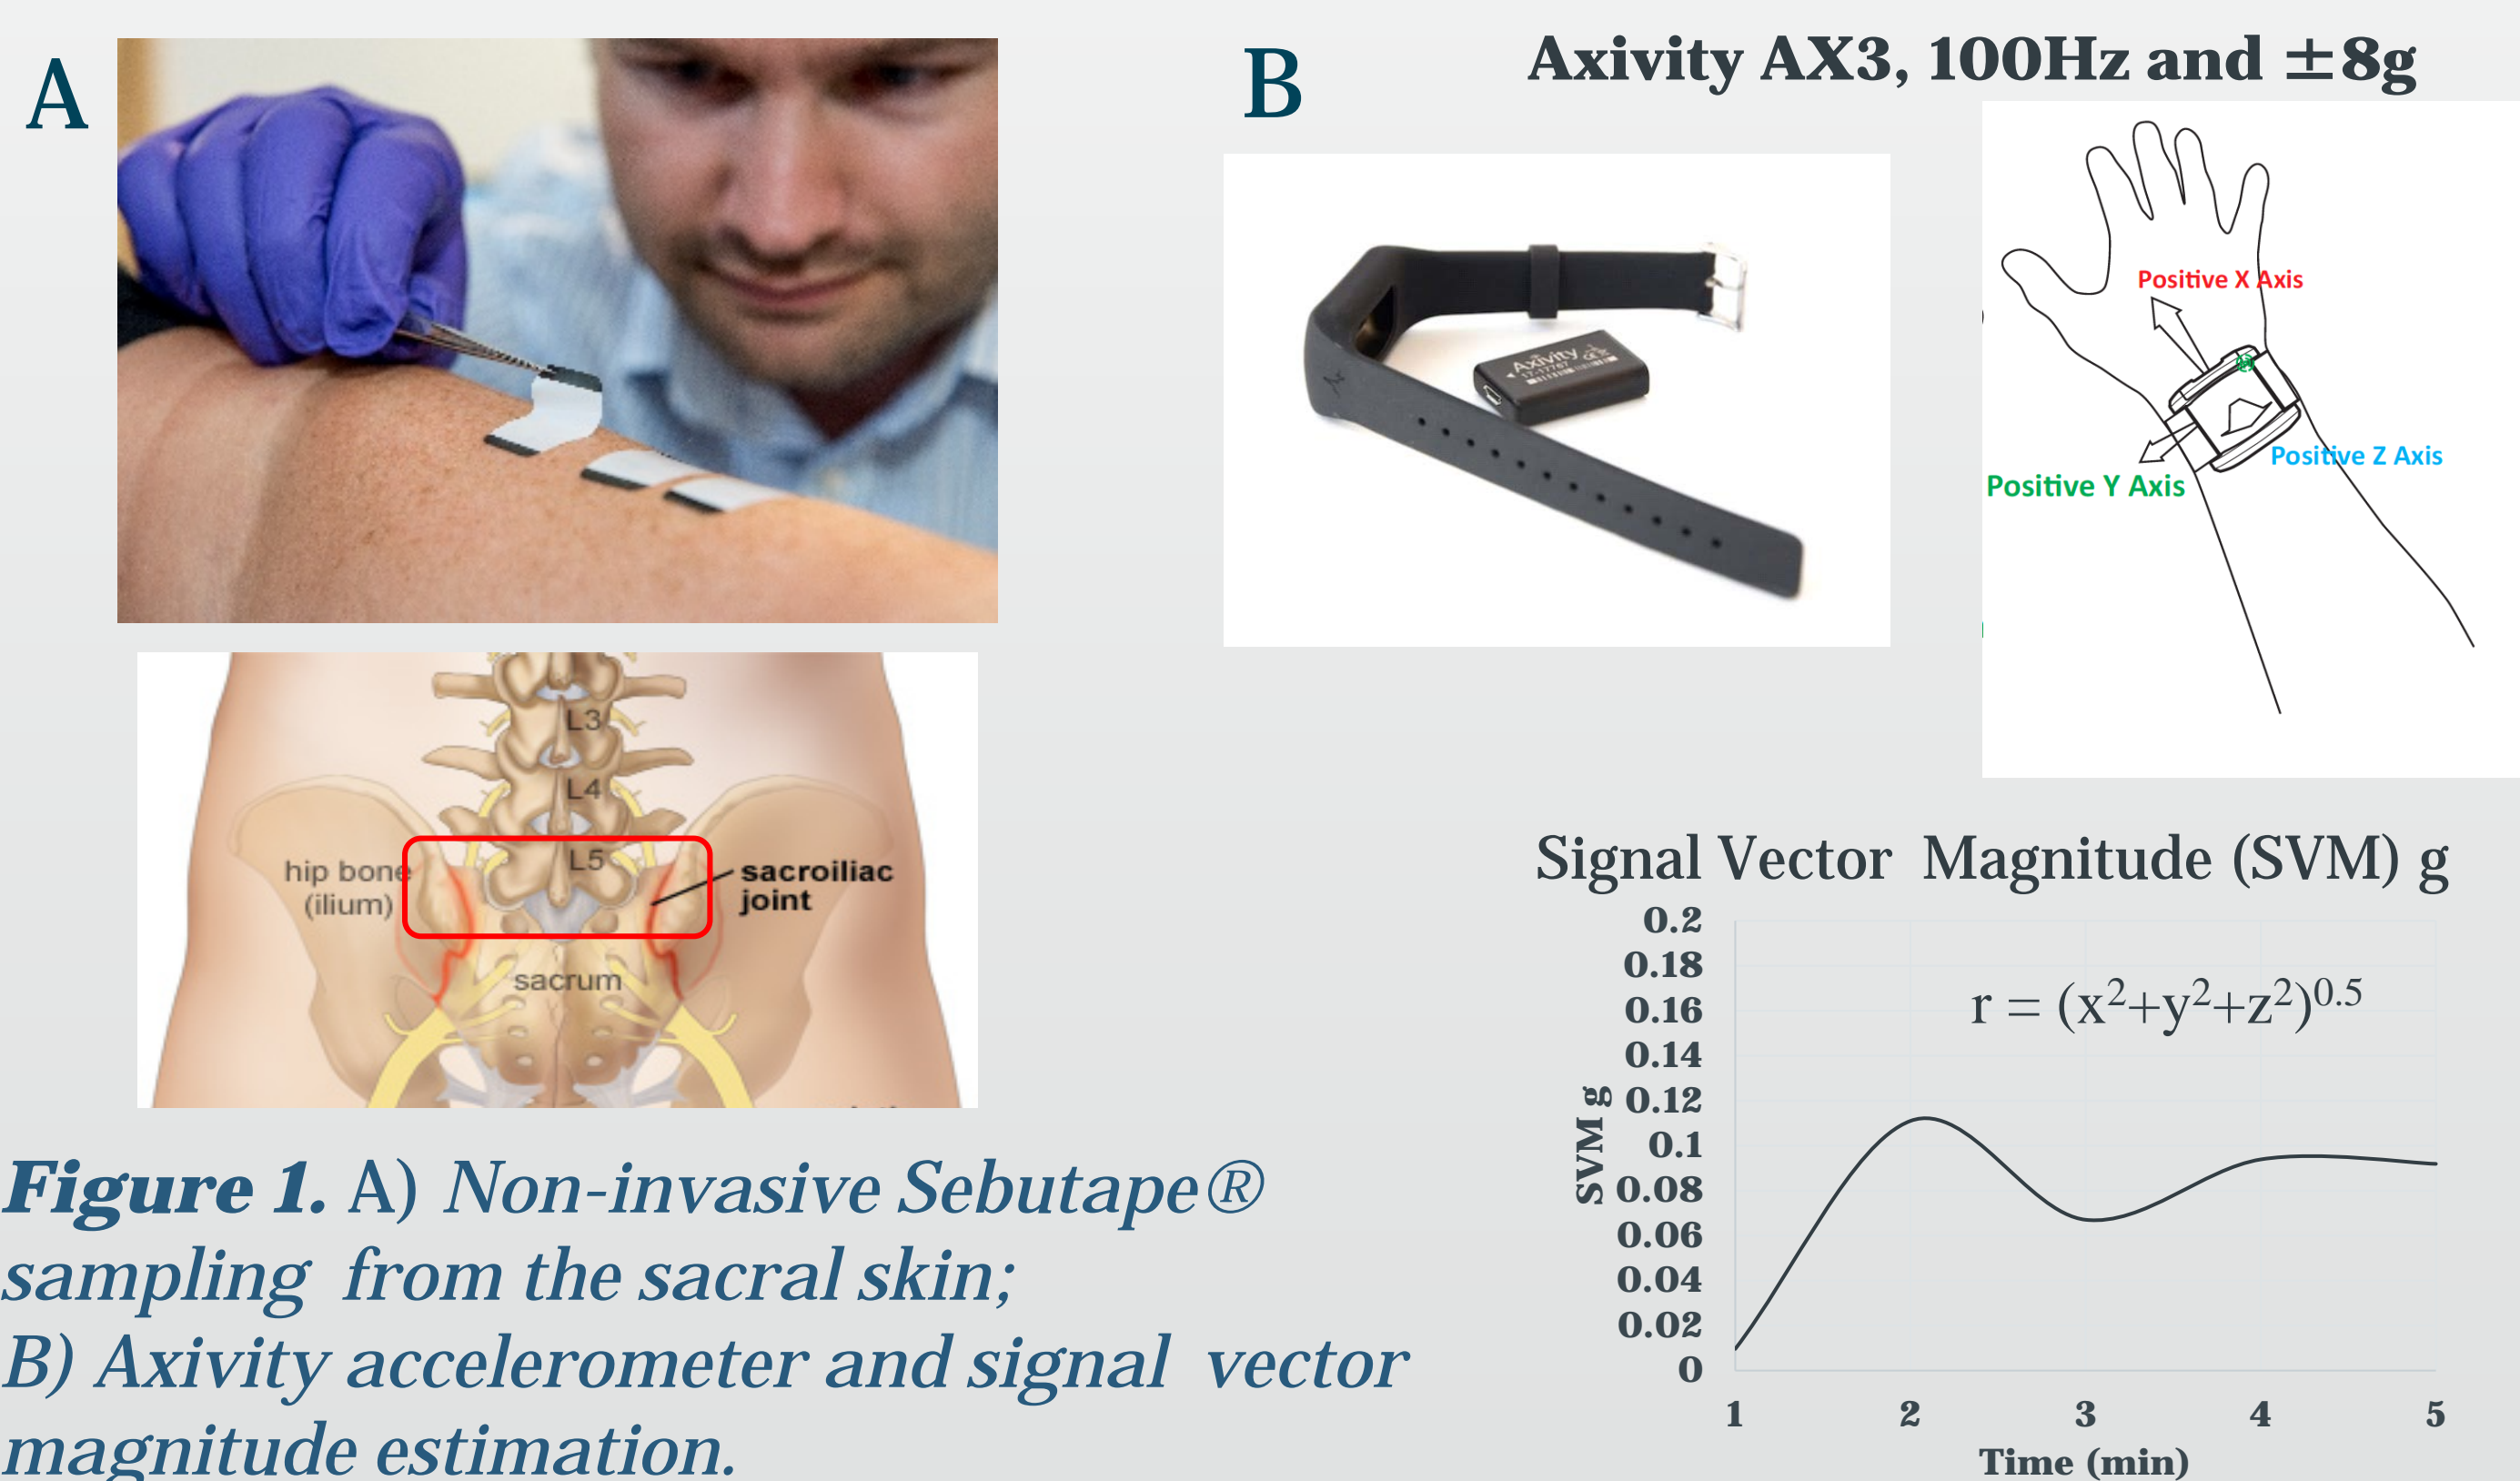 A
B
Axivity AX3, 100Hz and ±8g
Axivity
17-17767
CE
Positive X Axis
Positive Z Axis
Positive Y Axis
L3
L4
L5
hip bone
(ilium)
sacroiliac
joint
sacrum
Signal Vector Magnitude (SVM) g
0.2
0.18
0.16
0.14
0.12
0.1
0.08
0.06
0.04
0.02
0
SVM g
r = (x²+y²+z²)⁰·⁵
1 2 3 4 5
Time (min)
Figure 1. A) Non-invasive Sebutape®
sampling from the sacral skin;
B) Axivity accelerometer and signal vector
magnitude estimation.